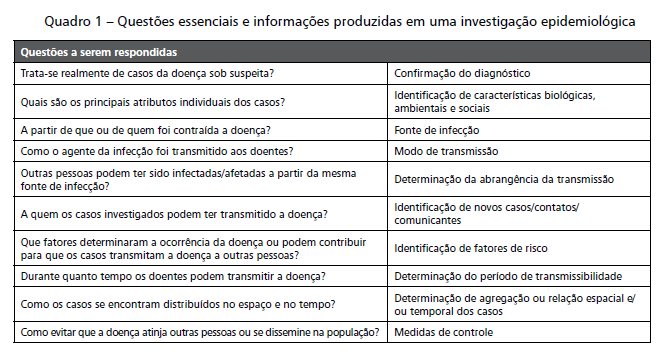 Quadro 1 – Questões essenciais e informações produzidas em uma investigação epidemiológica
Questões a serem respondidas
Trata-se realmente de casos da doença sob suspeita?
Confirmação do diagnóstico
Quais são os principais atributos individuais dos casos?
Identificação de características biológicas,
ambientais e sociais
A partir de que ou de quem foi contraída a doença?
Fonte de infecção
Como o agente da infecção foi transmitido aos doentes?
Modo de transmissão
Outras pessoas podem ter sido infectadas/afetadas a partir da mesma
fonte de infecção?
Determinação da abrangência da transmissão
A quem os casos investigados podem ter transmitido a doença?
Identificação de novos casos/contatos/
comunicantes
Que fatores determinaram a ocorrência da doença ou podem contribuir
para que os casos transmitam a doença a outras pessoas?
Identificação de fatores de risco
Durante quanto tempo os doentes podem transmitir a doença?
Determinação do período de transmissibilidade
Como os casos se encontram distribuídos no espaço e no tempo?
Determinação de agregação ou relação espacial e/
ou temporal dos casos
Como evitar que a doença atinja outras pessoas ou se dissemine na população?
Medidas de controle